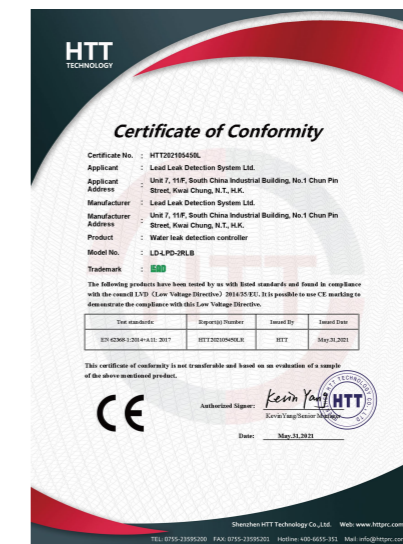 HTT
TECHNOLOGY
Certificate of Conformity
Certificate No. : HTT202105450L
Applicant : Lead Leak Detection System Ltd.
Applicant Address : Unit 7, 11/F, South China Industrial Building, No.1 Chun Pin
Street, Kwai Chung, N.T., H.K.
Manufacturer : Lead Leak Detection System Ltd.
Manufacturer Address : Unit 7, 11/F, South China Industrial Building, No.1 Chun Pin
Street, Kwai Chung, N.T., H.K.
Product : Water leak detection controller
Model No. : LD-LPD-2RLB
Trademark :
The following products have been tested by us with listed standards and found in compliance
with the council LVD (Low Voltage Directive) 2014/35/EU. It is possible to use CE marking to
demonstrate the compliance with this Low Voltage Directive.
Test standards: Report(s) Number Issued By Issued Date
EN 62368-1:2014+A11: 2017 HTT202105450LR HTT May.31,2021
This certificate of conformity is not transferable and based on an evaluation of a sample
of the above mentioned product.
CE
Authorized Signer: Kevin Yang
KevinYang/Senior Manager
HTT
Date: May.31,2021
Shenzhen HTT Technology Co.,Ltd. Web: www.httprc.com
TEL: 0755-23595200 FAX: 0755-23595201 Hotline: 400-6655-351 Mail: info@httprc.com